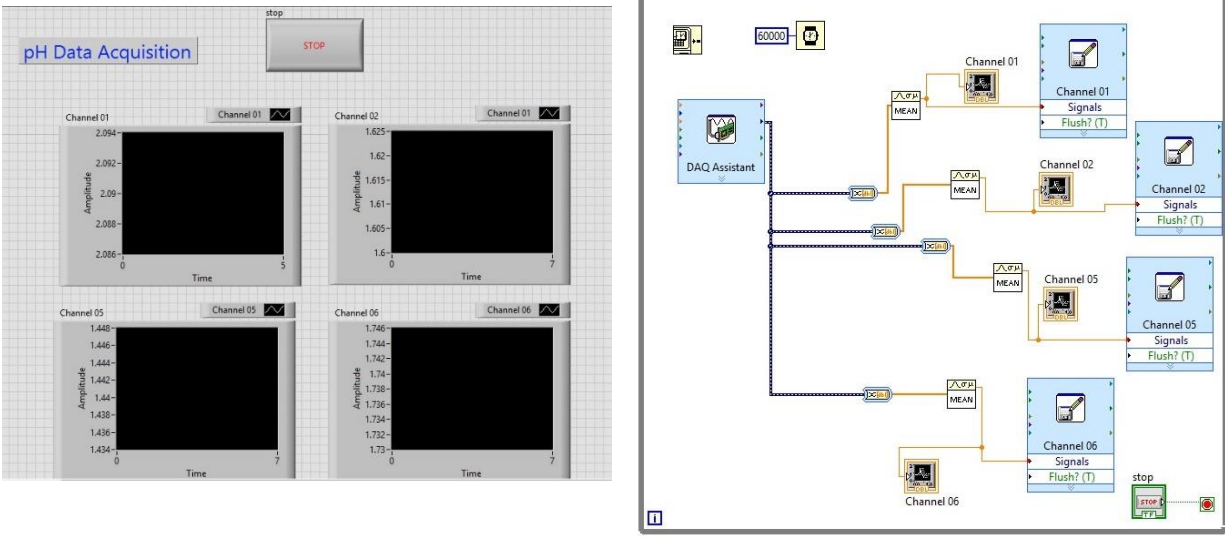 stop
STOP
pH Data Acquisition
Channel 01
Channel 01
2.094
2.092
2.09
2.088
2.086
Amplitude
0
5
Time
Channel 02
Channel 01
1.625
1.62
1.615
1.61
1.605
1.6
Amplitude
0
7
Time
Channel 05
Channel 05
1.448
1.446
1.444
1.442
1.44
1.438
1.436
1.434
Amplitude
0
7
Time
Channel 06
Channel 06
1.746
1.744
1.742
1.74
1.738
1.736
1.734
1.732
1.73
Amplitude
0
7
Time
60000
DAQ Assistant
MEAN
Channel 01
DBL
Channel 01
Signals
Flush? (T)
MEAN
Channel 02
DBL
Channel 02
Signals
Flush? (T)
MEAN
Channel 05
DBL
Channel 05
Signals
Flush? (T)
MEAN
Channel 06
DBL
Channel 06
Signals
Flush? (T)
stop
STOP
TF
i